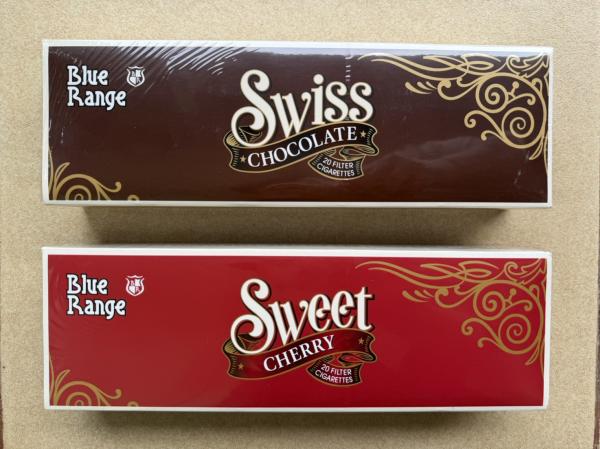 Blue
Range
Swiss
CHOCOLATE
20 FILTER
CIGARETTES
Blue
Range
Sweet
CHERRY
20 FILTER
CIGARETTES